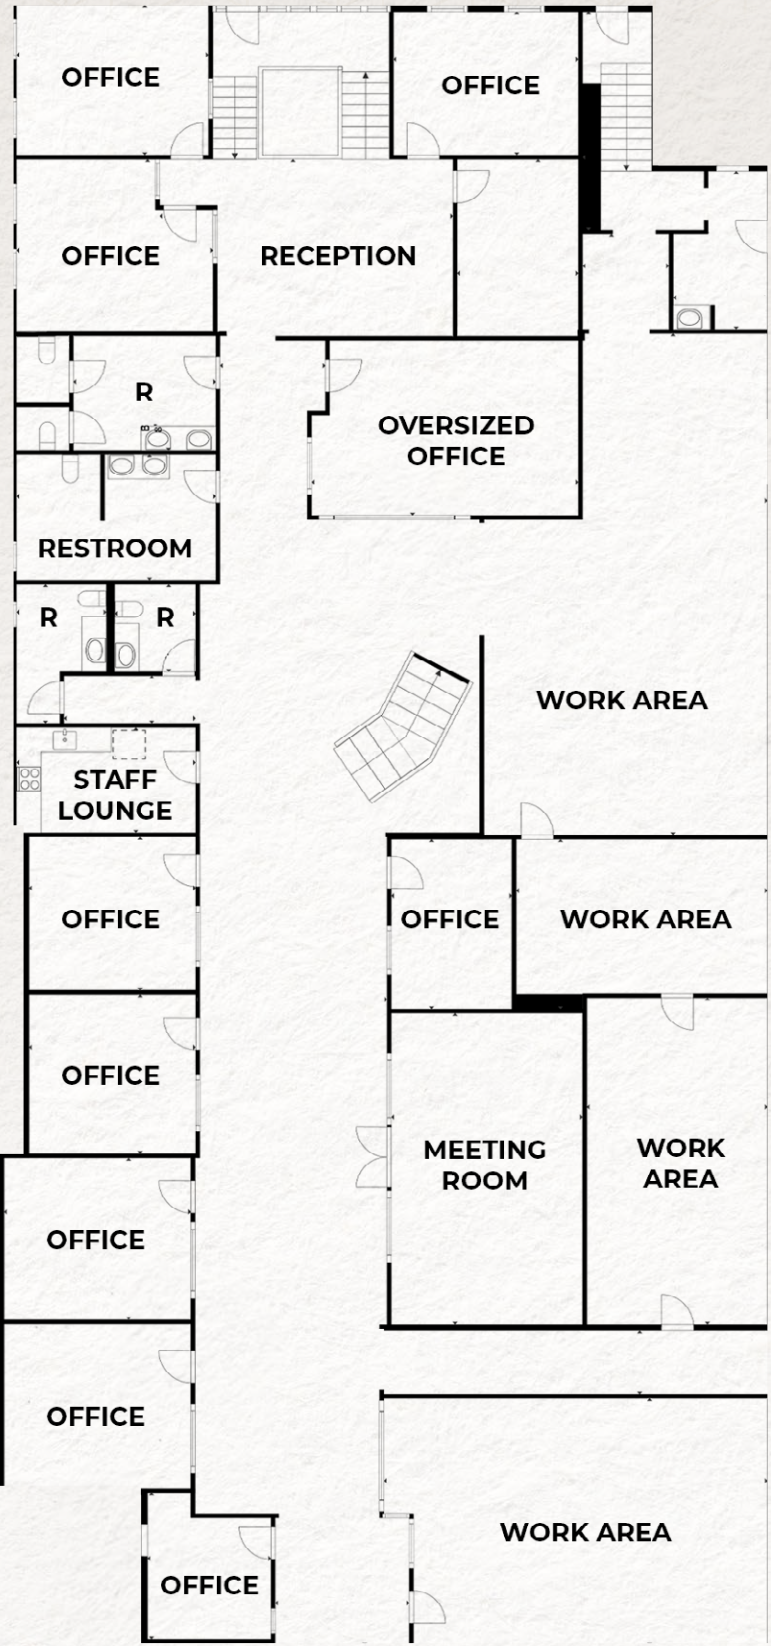 OFFICE
OFFICE
OFFICE
RECEPTION
R
OVERSIZED
OFFICE
RESTROOM
R
R
WORK AREA
STAFF
LOUNGE
OFFICE
OFFICE
WORK AREA
OFFICE
MEETING
ROOM
WORK
AREA
OFFICE
OFFICE
WORK AREA
OFFICE